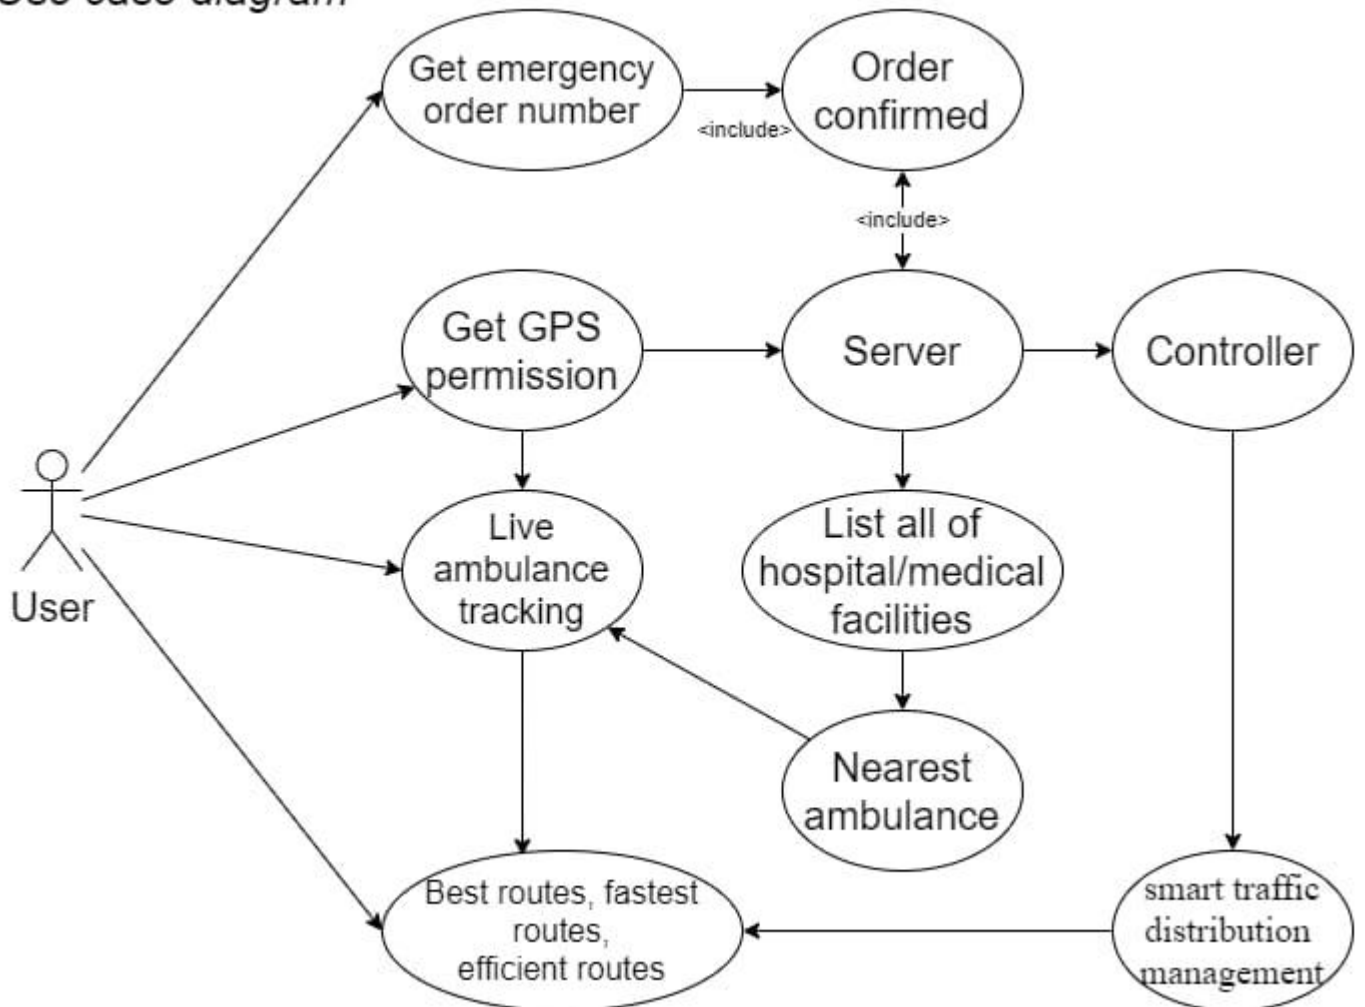 Use case diagram
Get emergency
order number
Order
confirmed
<include>
<include>
Get GPS
permission
Server
Controller
User
Live
ambulance
tracking
List all of
hospital/medical
facilities
Nearest
ambulance
Best routes, fastest
routes,
efficient routes
smart traffic
distribution
management